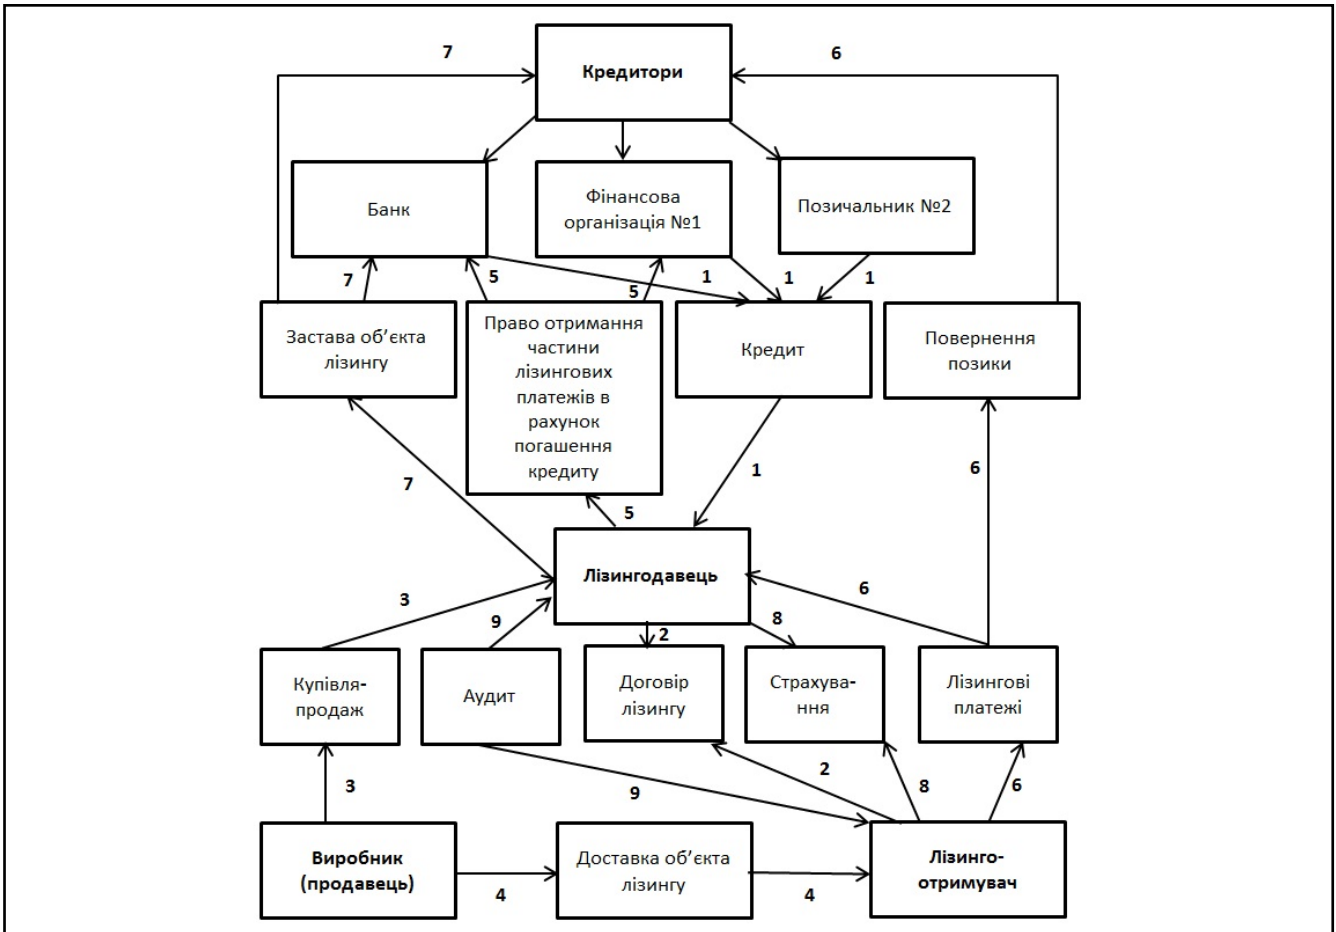 7
6
Кредитори
Банк
Фінансова
організація №1
Позичальник №2
7
5
5
1
1
1
Застава об’єкта
лізингу
Право отримання
частини
лізингових
платежів в
рахунок
погашення
кредиту
Кредит
Повернення
позики
7
5
1
6
Лізингодавець
3
9
2
8
6
Купівля-
продаж
Аудит
Договір
лізингу
Страхува-
ння
Лізингові
платежі
3
9
2
8
6
Виробник
(продавець)
4
Доставка об’єкта
лізингу
4
Лізинго-
отримувач